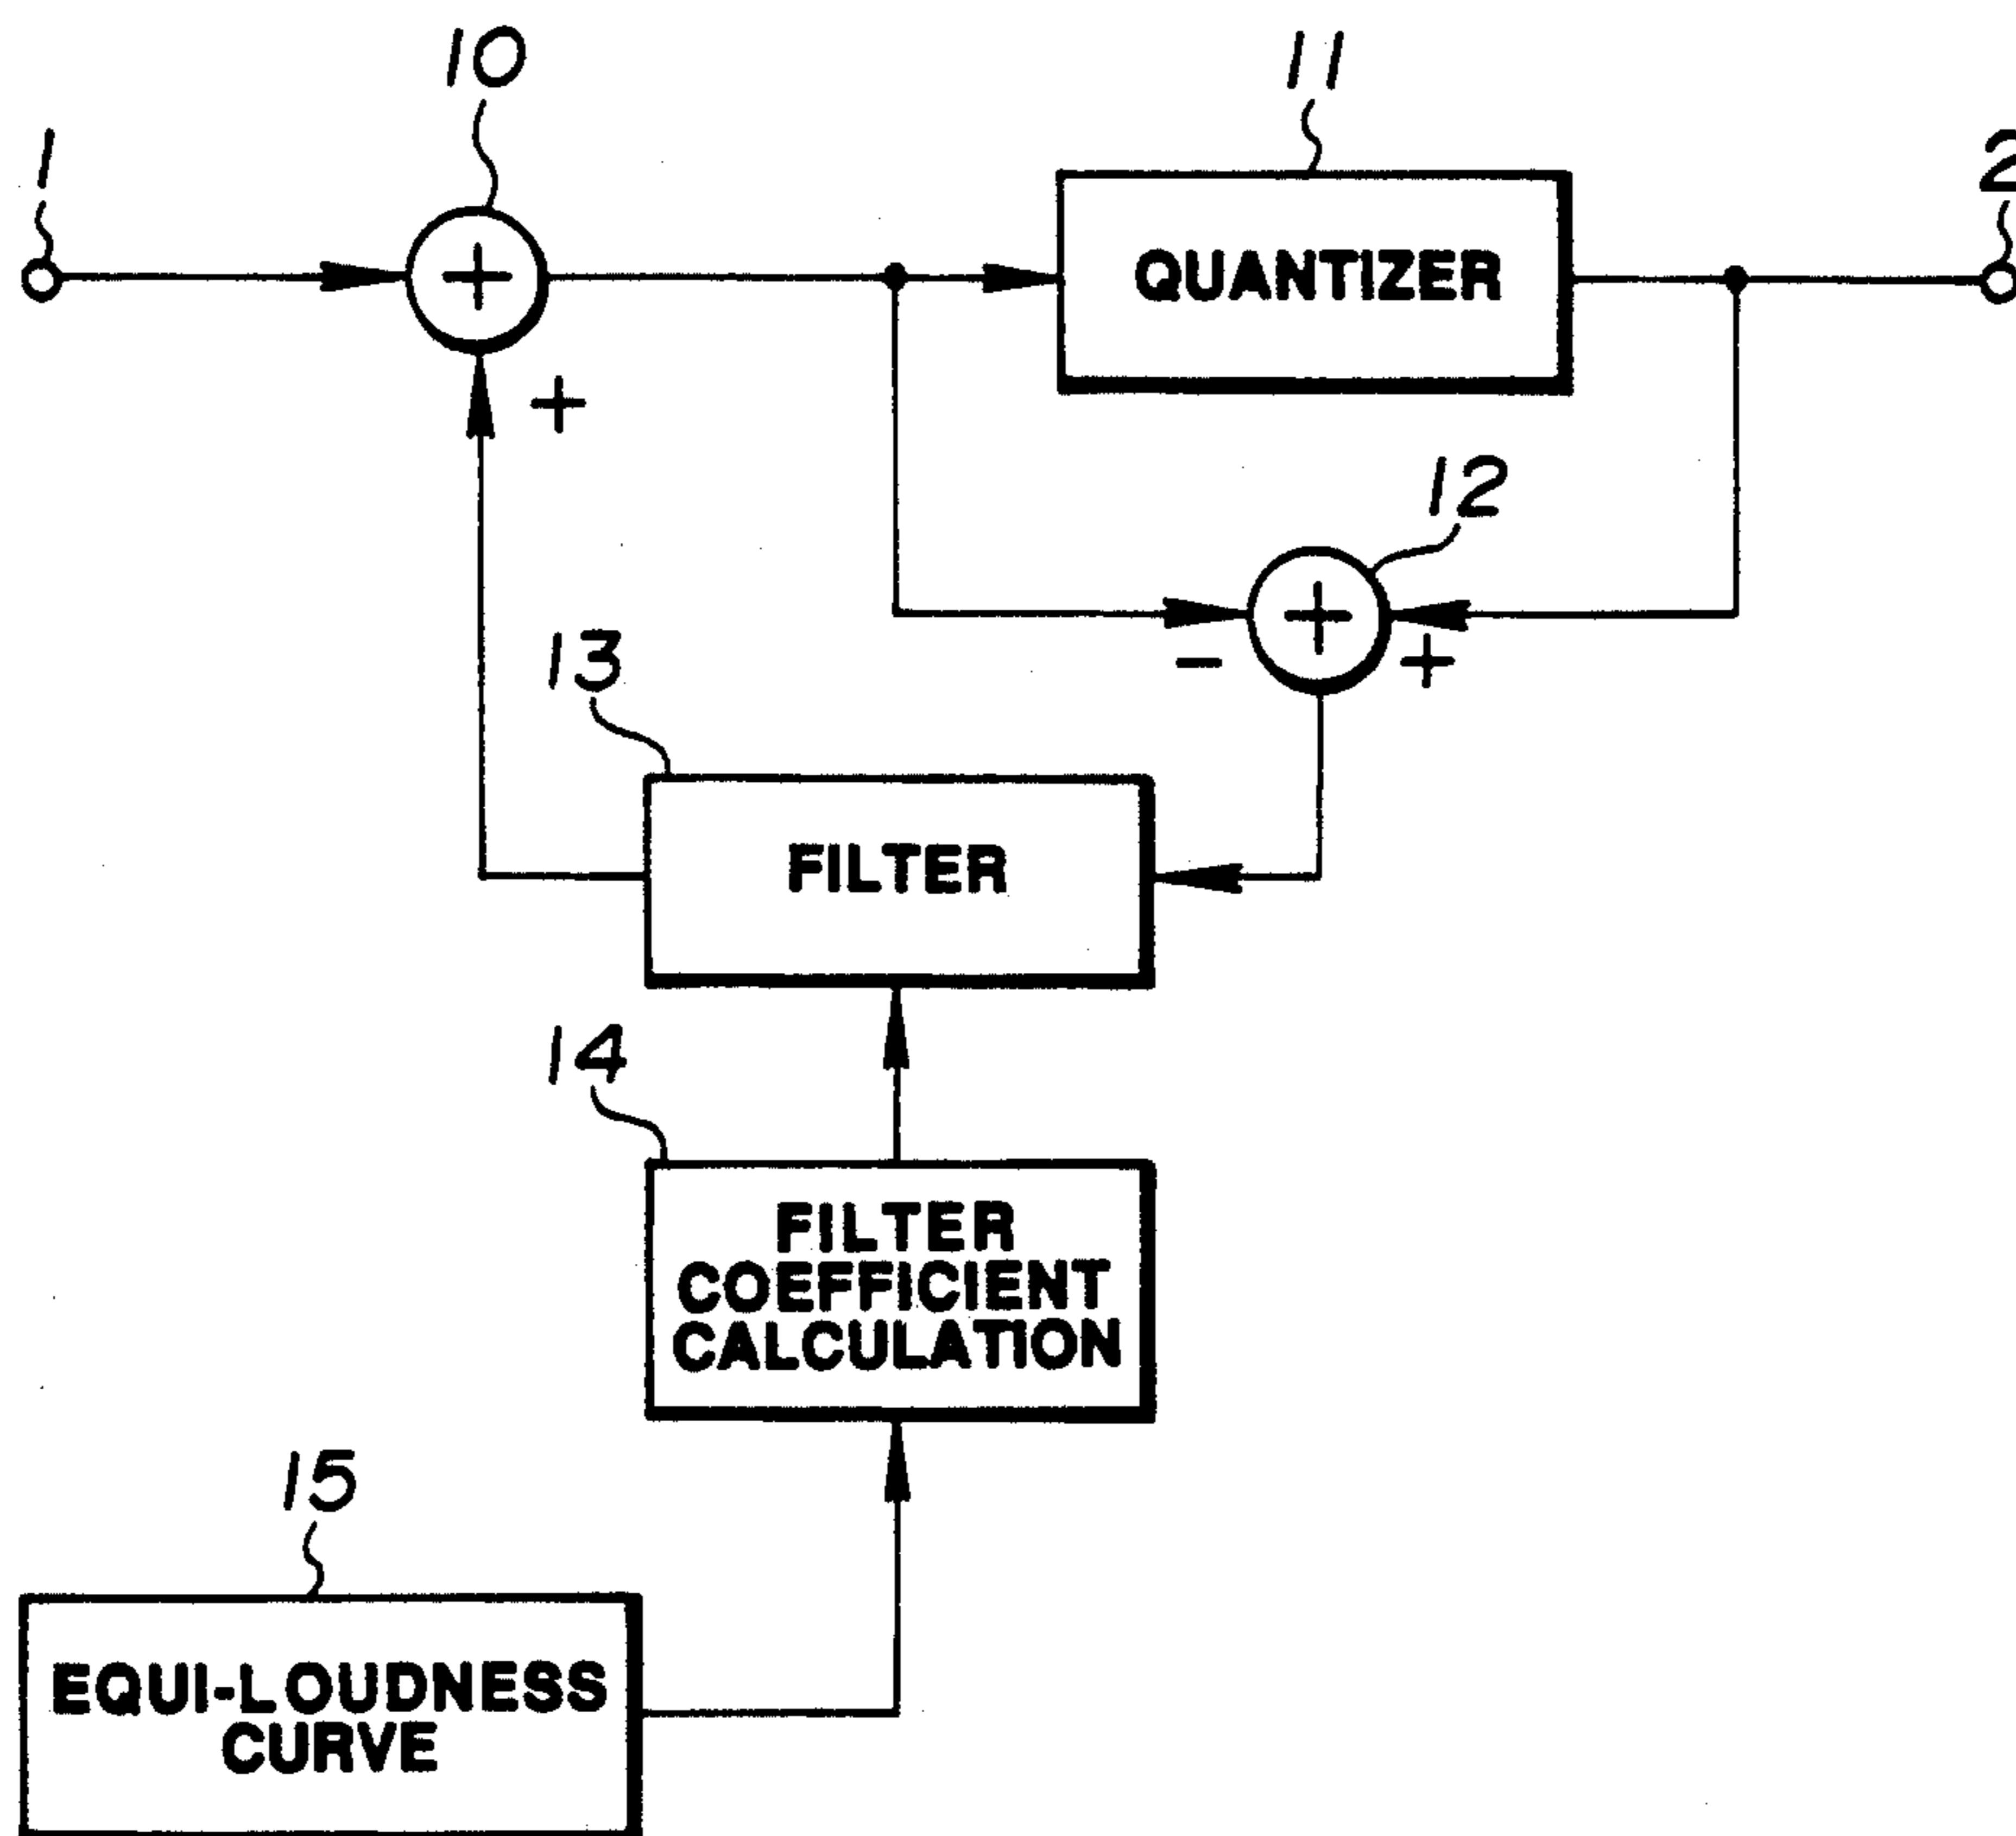 10
11
1
2
+
QUANTIZER
+
12
+
- +
13
FILTER
14
FILTER
COEFFICIENT
CALCULATION
15
EQUI-LOUDNESS
CURVE